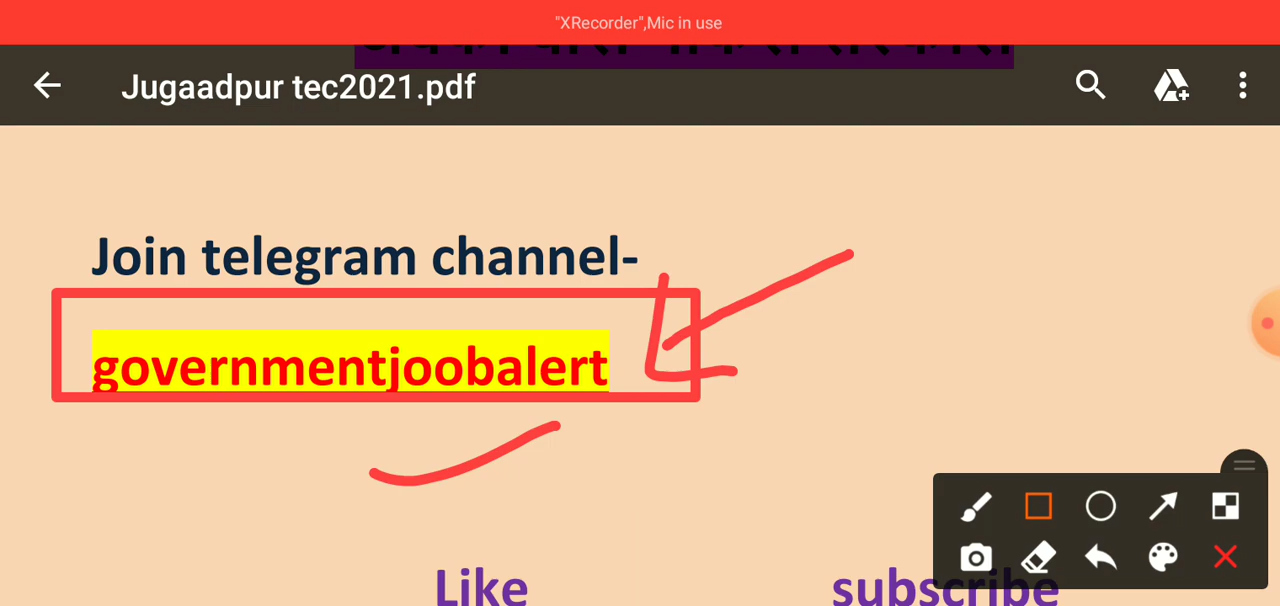 "XRecorder",Mic in use
Jugaadpur tec2021.pdf
Join telegram channel-
governmentjoobalert
Like subscribe